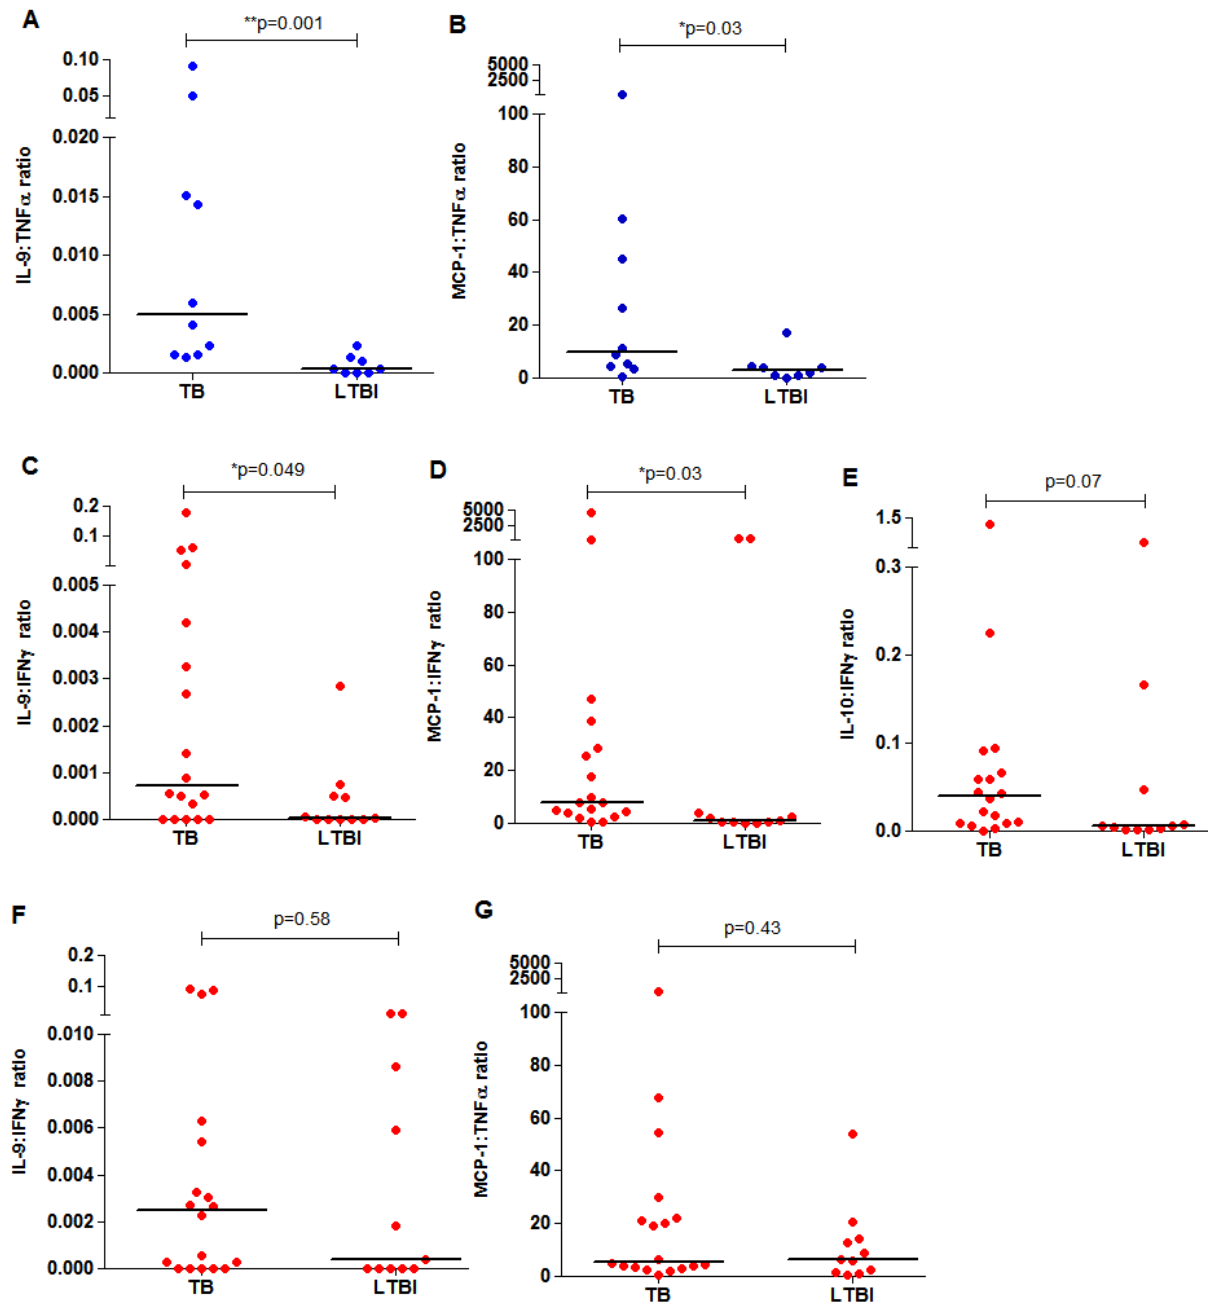 A
**p=0.001
IL-9:TNFα ratio
0.10
0.05
0.020
0.015
0.010
0.005
0.000
TB
LTBI
B
*p=0.03
MCP-1:TNFα ratio
5000
2500
100
80
60
40
20
0
TB
LTBI
C
*p=0.049
IL-9:IFNγ ratio
0.2
0.1
0.005
0.004
0.003
0.002
0.001
0.000
TB
LTBI
D
*p=0.03
MCP-1:IFNγ ratio
5000
2500
100
80
60
40
20
0
TB
LTBI
E
p=0.07
IL-10:IFNγ ratio
1.5
0.3
0.2
0.1
0.0
TB
LTBI
F
p=0.58
IL-9:IFNγ ratio
0.2
0.1
0.010
0.008
0.006
0.004
0.002
0.000
TB
LTBI
G
p=0.43
MCP-1:TNFα ratio
5000
2500
100
80
60
40
20
0
TB
LTBI